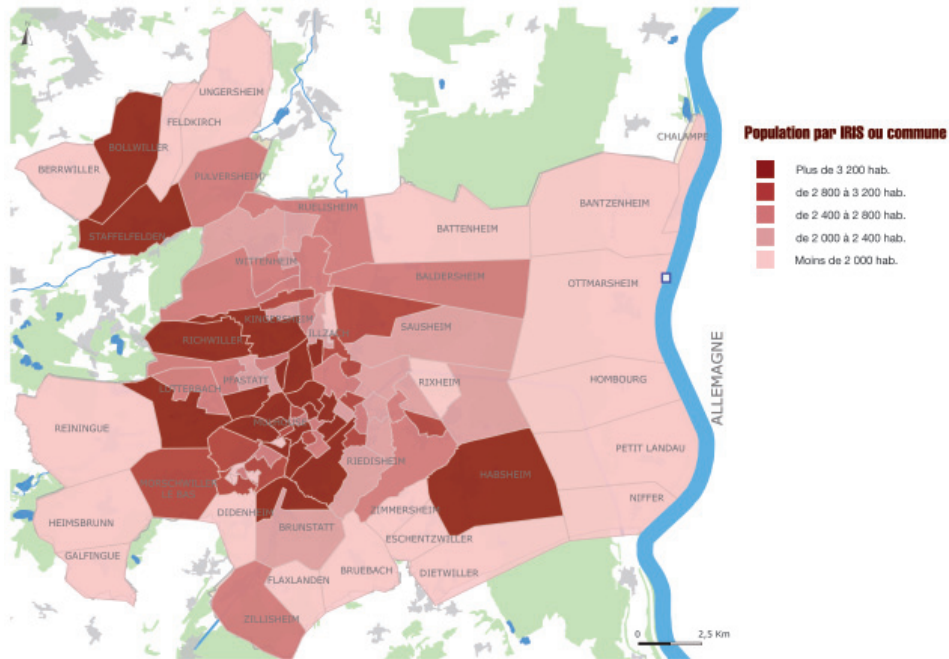 UNGERSHEIM
FELDKIRCH
BOLLWILLER
BERRWILLER
PULVERSHEIM
STAFFELFELDEN
RUELISHEIM
CHALAMPE
BANTZENHEIM
BATTENHEIM
WITTENHEIM
BALDERSHEIM
OTTMARSHEIM
KINGERSHEIM
ILLZACH
SAUSHEIM
RICHWILLER
LUTTERBACH
PFASTATT
RIXHEIM
HOMBOURG
ALLEMAGNE
REININGUE
MULHOUSE
PETIT LANDAU
RIEDISHEIM
HABSHEIM
MORSCHWILLER
LE BAS
NIFFER
DIDENHEIM
ZIMMERSHEIM
HEIMSBRUNN
BRUNSTATT
ESCHENTZWILLER
GALFINGUE
BRUEBACH
DIETWILLER
FLAXLANDEN
ZILLISHEIM
0 2,5 Km
Population par IRIS ou commune
Plus de 3 200 hab.
de 2 800 à 3 200 hab.
de 2 400 à 2 800 hab.
de 2 000 à 2 400 hab.
Moins de 2 000 hab.